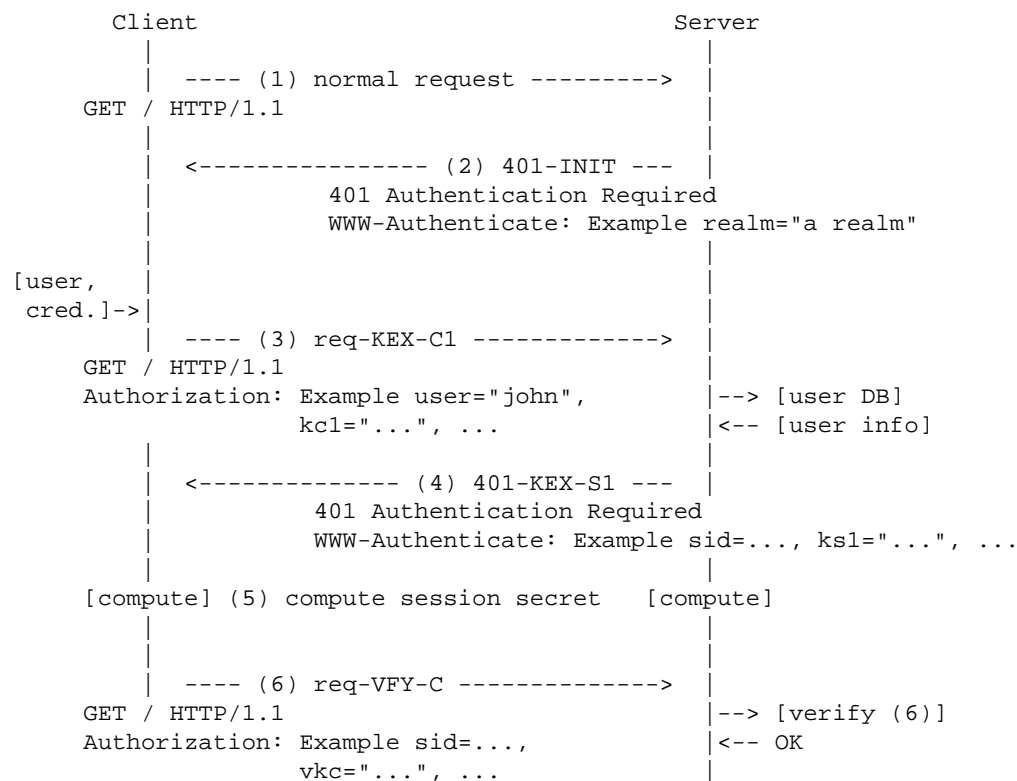 Client Server
---- (1) normal request --------->
GET / HTTP/1.1
<---------------- (2) 401-INIT ---
401 Authentication Required
WWW-Authenticate: Example realm="a realm"
[user,
cred.]->
---- (3) req-KEX-C1 ------------->
GET / HTTP/1.1
Authorization: Example user="john", |--> [user DB]
kc1="...", ... |<-- [user info]
<-------------- (4) 401-KEX-S1 ---
401 Authentication Required
WWW-Authenticate: Example sid=..., ks1="...", ...
[compute] (5) compute session secret [compute]
---- (6) req-VFY-C -------------->
GET / HTTP/1.1 |--> [verify (6)]
Authorization: Example sid=..., |<-- OK
vkc="...", ...